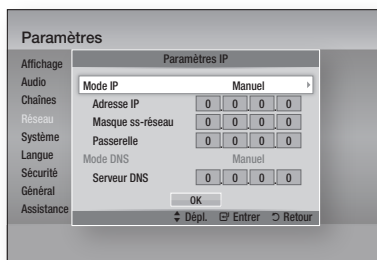 Paramètres
Affichage
Audio
Chaînes
Réseau
Système
Langue
Sécurité
Général
Assistance
Paramètres IP
Mode IP Manuel
Adresse IP 0 . 0 . 0 . 0
Masque ss-réseau 0 . 0 . 0 . 0
Passerelle 0 . 0 . 0 . 0
Mode DNS Manuel
Serveur DNS 0 . 0 . 0 . 0
OK
Dépl. Entrer Retour